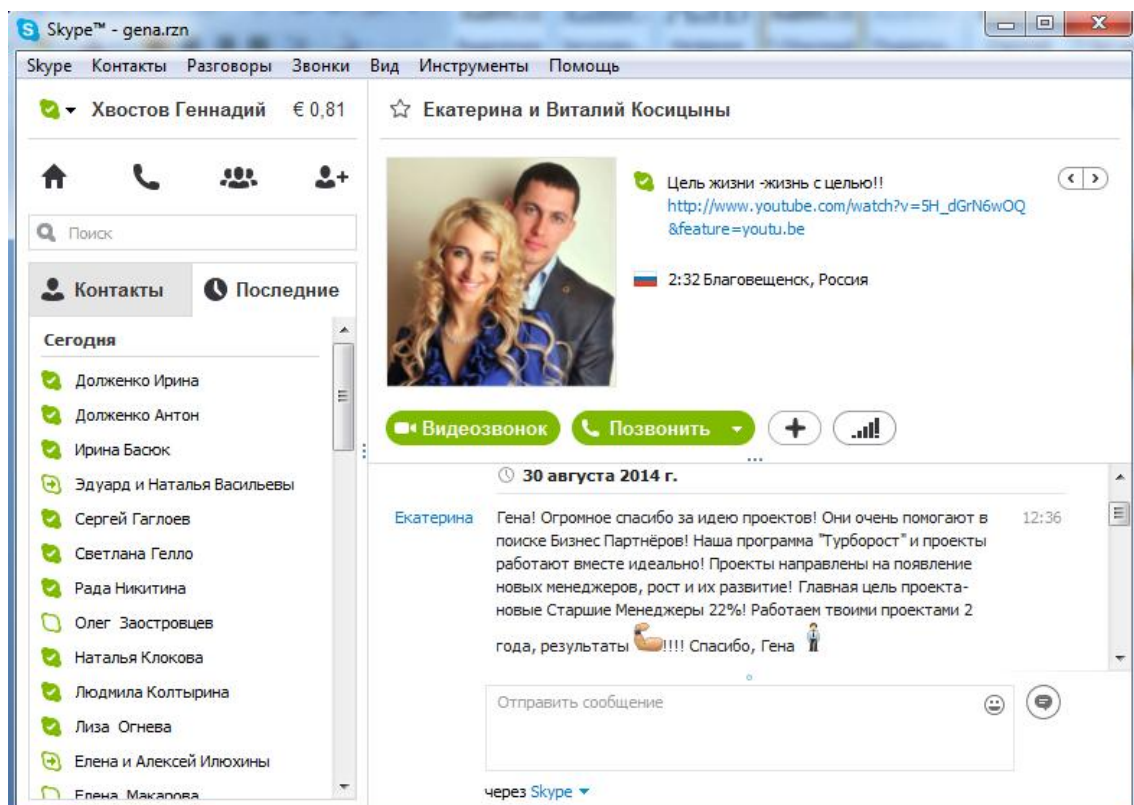 Skype™ - gena.rzn
Skype Контакты Разговоры Звонки Вид Инструменты Помощь
Хвостов Геннадий € 0,81
Поиск
Контакты Последние
Сегодня
Долженко Ирина
Долженко Антон
Ирина Басюк
Эдуард и Наталья Васильевы
Сергей Гаглоев
Светлана Гелло
Рада Никитина
Олег Заостровцев
Наталья Клокова
Людмила Колтырина
Лиза Огнева
Елена и Алексей Илюхины
Елена Макарова
Екатерина и Виталий Косицыны
Цель жизни -жизнь с целью!!
http://www.youtube.com/watch?v=5H_dGrN6wOQ
&feature=youtu.be
2:32 Благовещенск, Россия
Видеозвонок Позвонить
30 августа 2014 г.
Екатерина Гена! Огромное спасибо за идею проектов! Они очень помогают в 12:36
поиске Бизнес Партнёров! Наша программа "Турборост" и проекты
работают вместе идеально! Проекты направлены на появление
новых менеджеров, рост и их развитие! Главная цель проекта-
новые Старшие Менеджеры 22%! Работаем твоими проектами 2
года, результаты !!!! Спасибо, Гена
Отправить сообщение
через Skype